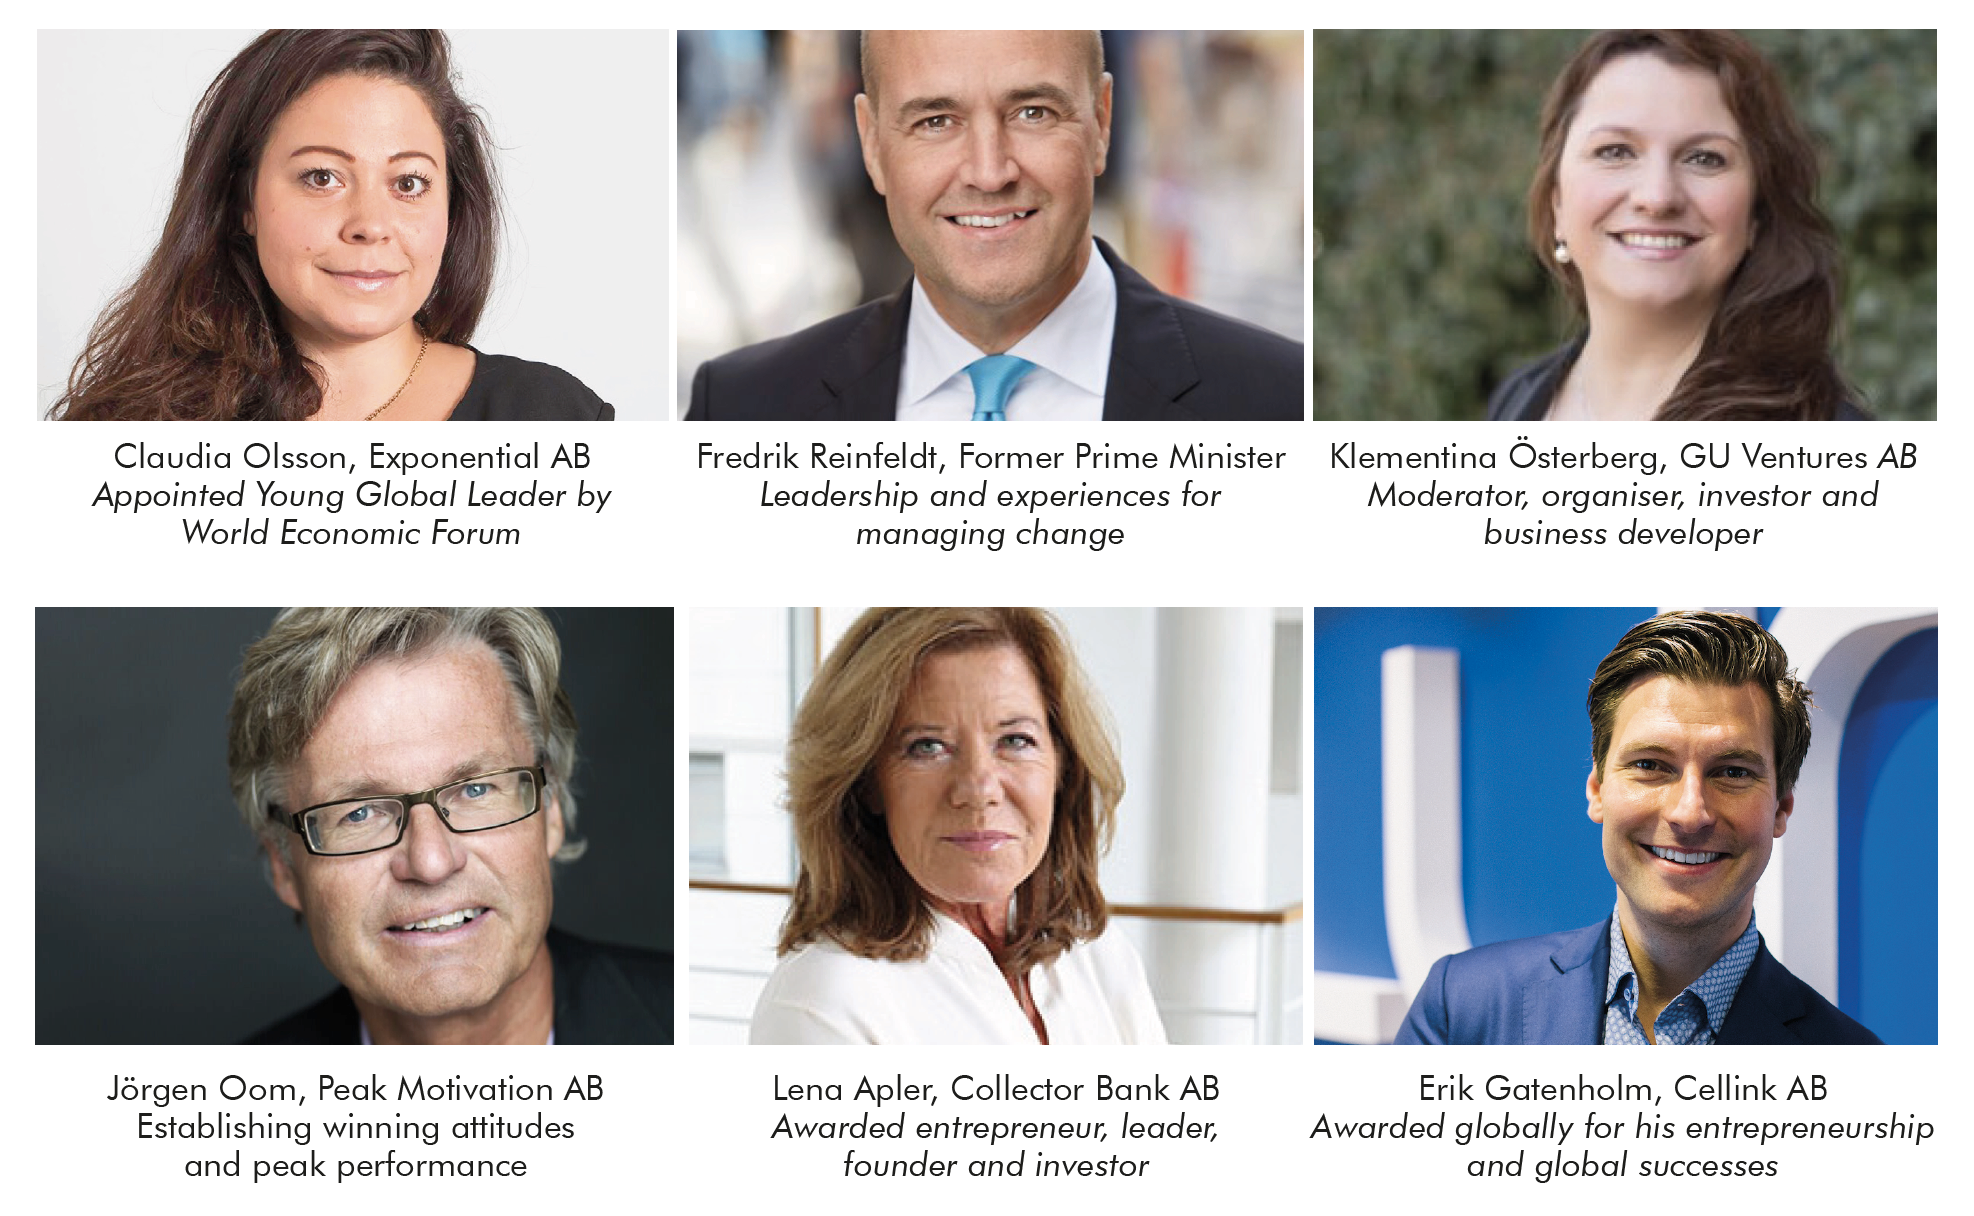 Claudia Olsson, Exponential AB
Appointed Young Global Leader by
World Economic Forum
Fredrik Reinfeldt, Former Prime Minister
Leadership and experiences for
managing change
Klementina Österberg, GU Ventures AB
Moderator, organiser, investor and
business developer
Jörgen Oom, Peak Motivation AB
Establishing winning attitudes
and peak performance
Lena Apler, Collector Bank AB
Awarded entrepreneur, leader,
founder and investor
Erik Gatenholm, Cellink AB
Awarded globally for his entrepreneurship
and global successes